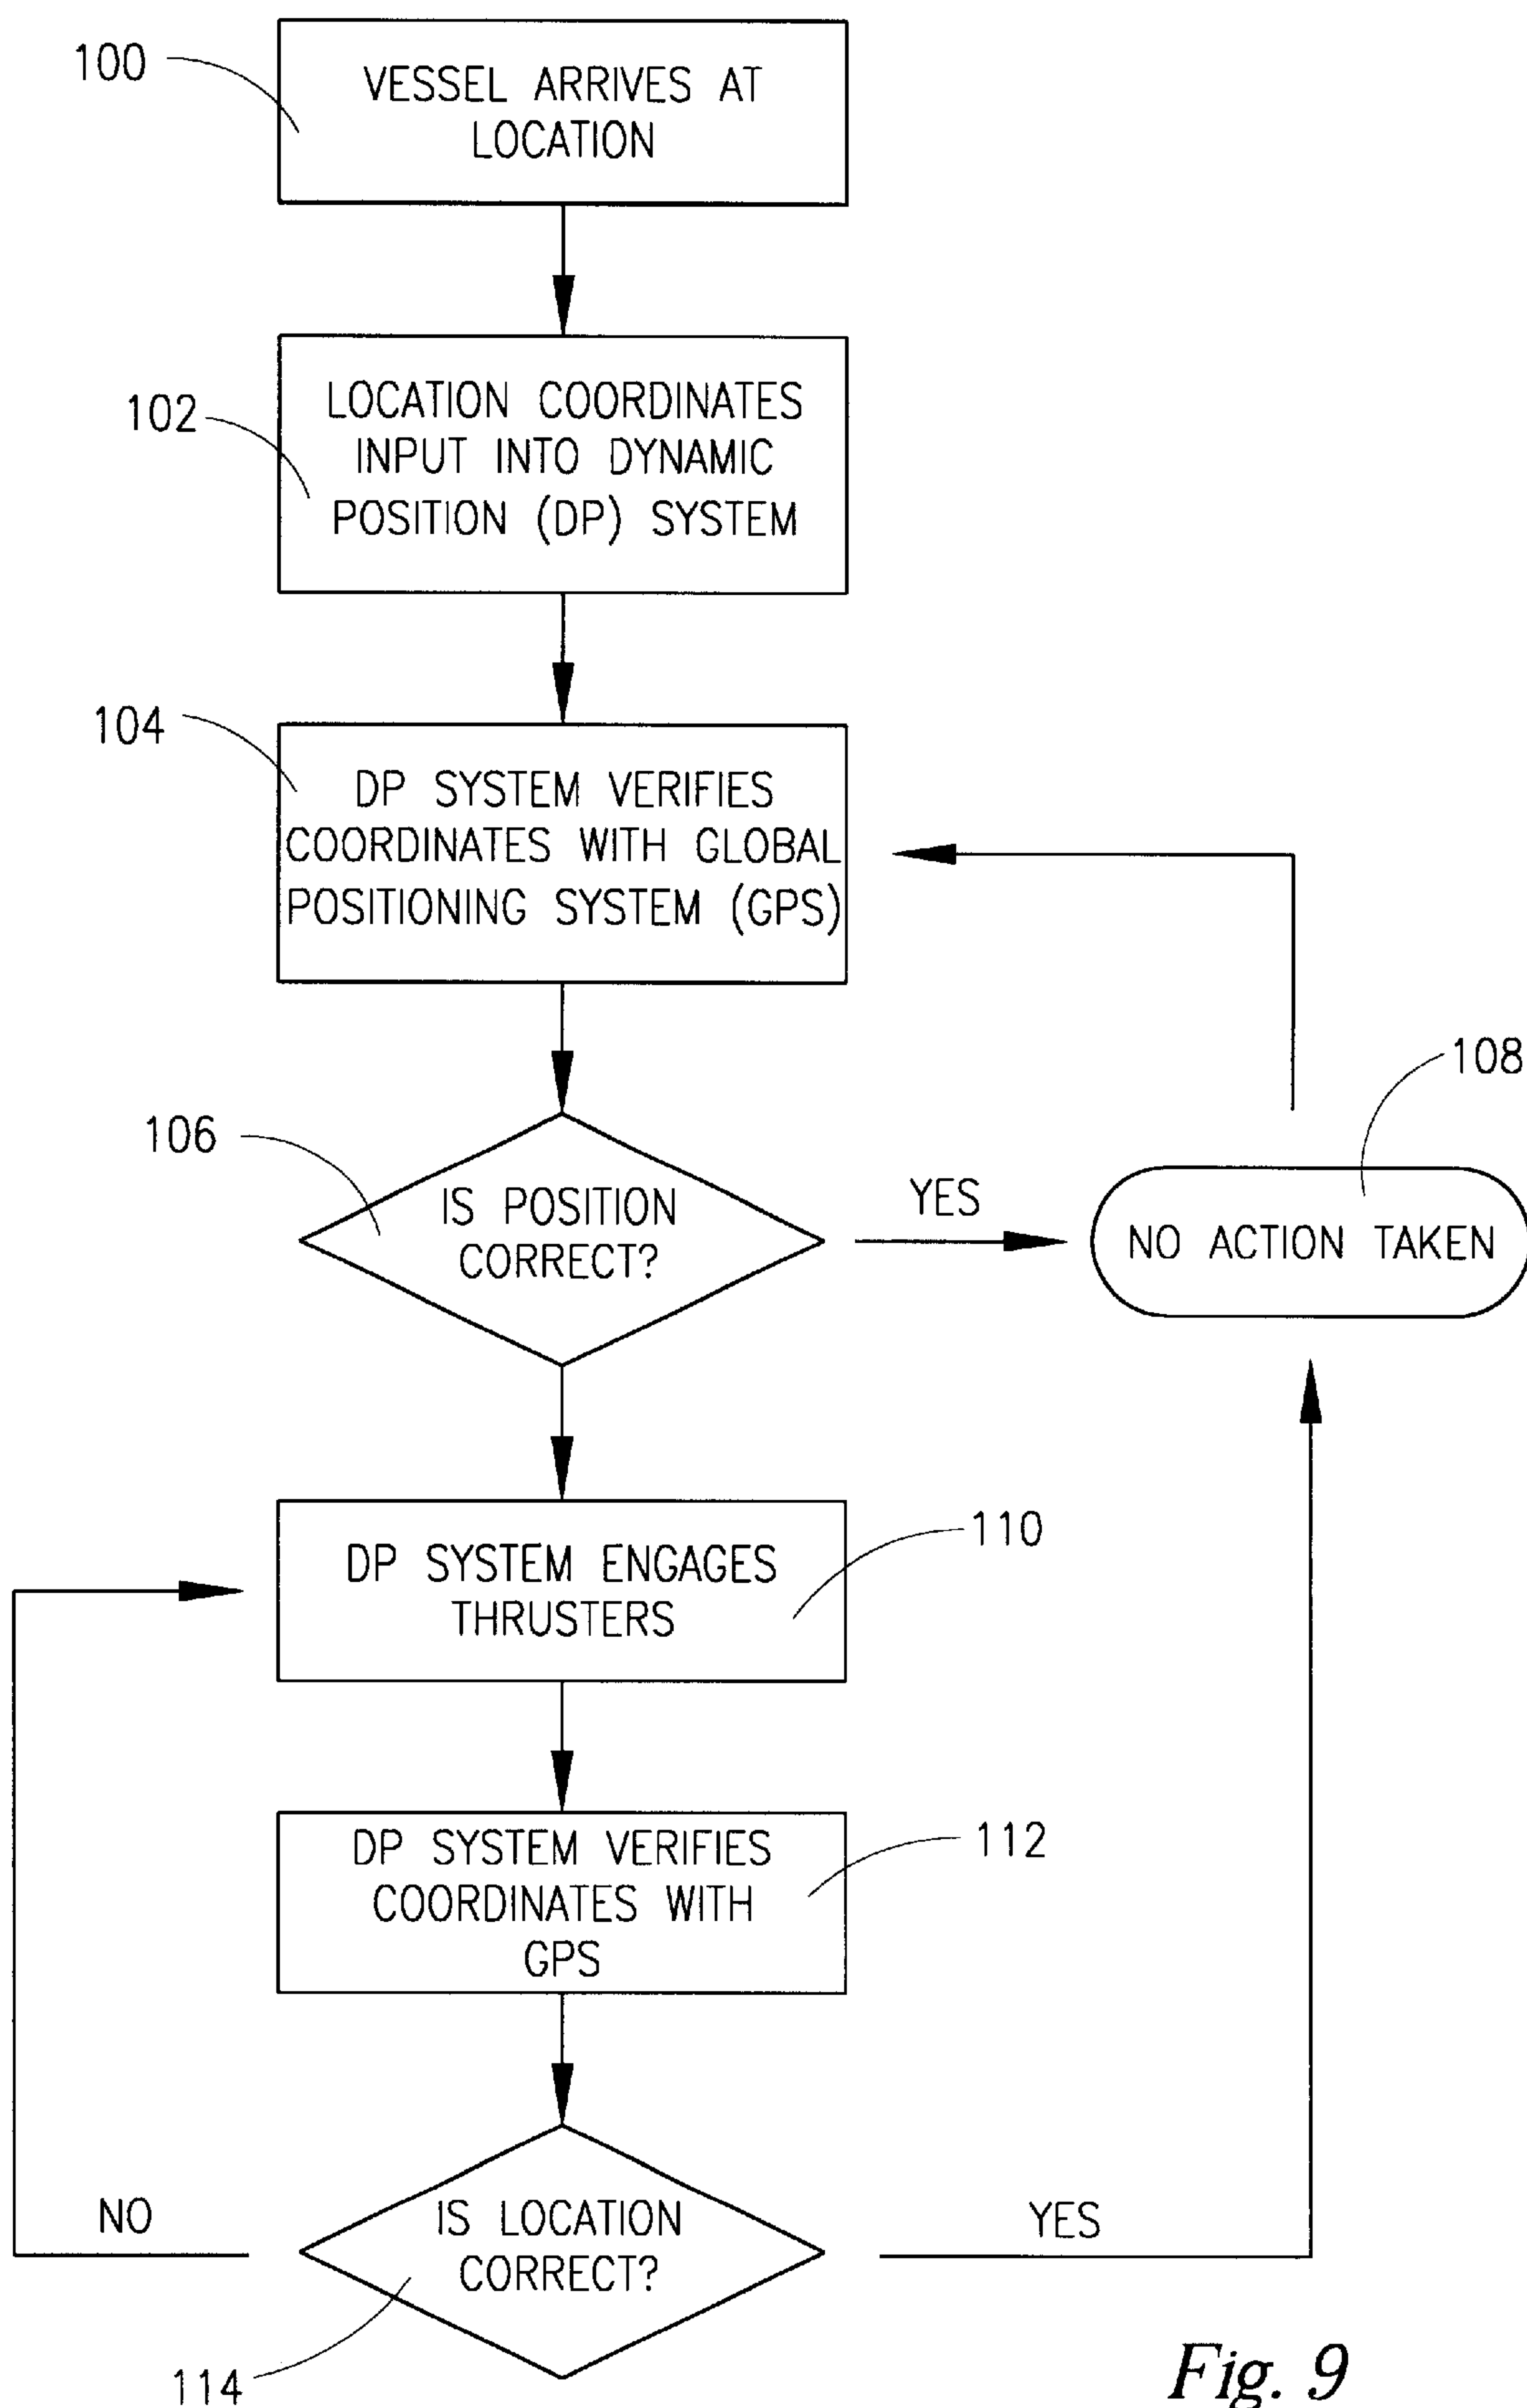 100
VESSEL ARRIVES AT
LOCATION
102
LOCATION COORDINATES
INPUT INTO DYNAMIC
POSITION (DP) SYSTEM
104
DP SYSTEM VERIFIES
COORDINATES WITH GLOBAL
POSITIONING SYSTEM (GPS)
106
IS POSITION
CORRECT?
YES
108
NO ACTION TAKEN
110
DP SYSTEM ENGAGES
THRUSTERS
112
DP SYSTEM VERIFIES
COORDINATES WITH
GPS
NO
IS LOCATION
CORRECT?
YES
114
Fig. 9